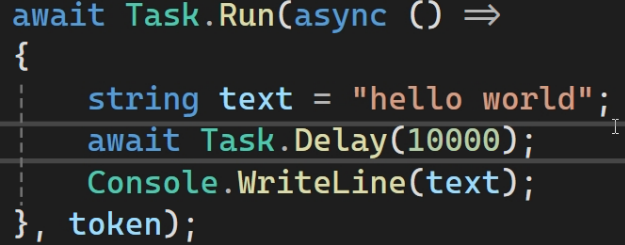 await Task.Run(async () =>
{
string text = "hello world";
await Task.Delay(10000);
Console.WriteLine(text);
}, token);